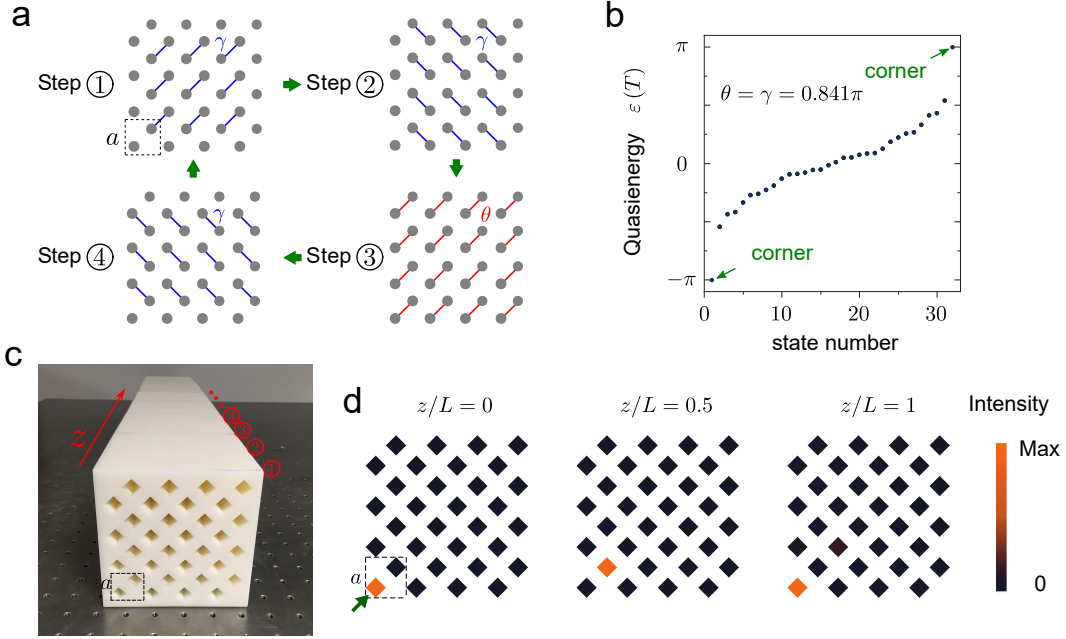 a
Step ①
γ
a
Step ②
γ
Step ④
γ
Step ③
θ
b
Quasienergy ε(T)
π
0
−π
θ = γ = 0.841π
corner
corner
0
10
20
30
state number
c
z
④
③
②
①
a
d
z/L = 0
z/L = 0.5
z/L = 1
Intensity
Max
0
a